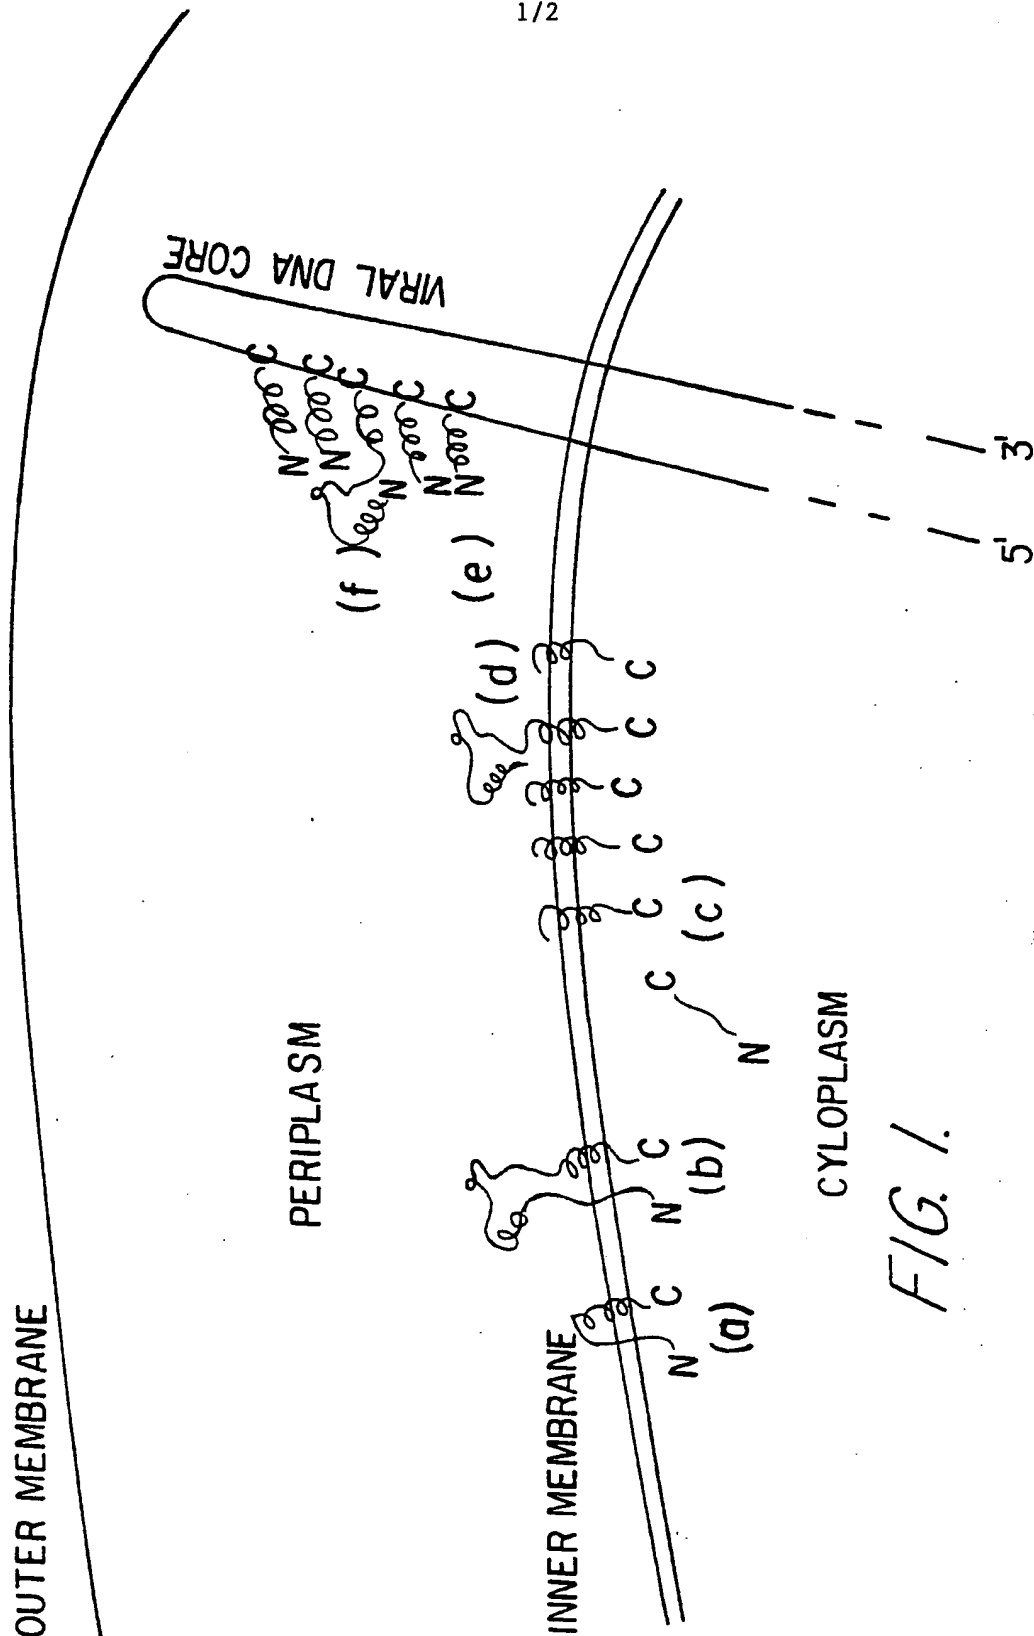 1/2
OUTER MEMBRANE
PERIPLASM
INNER MEMBRANE
VIRAL DNA CORE
C
C
C
C
C
N
N
N
N
N
(f)
(e)
(d)
C
C
C
C
C
(c)
C
N
C
N
(b)
C
N
(a)
3'
5'
CYLOPLASM
FIG. 1.